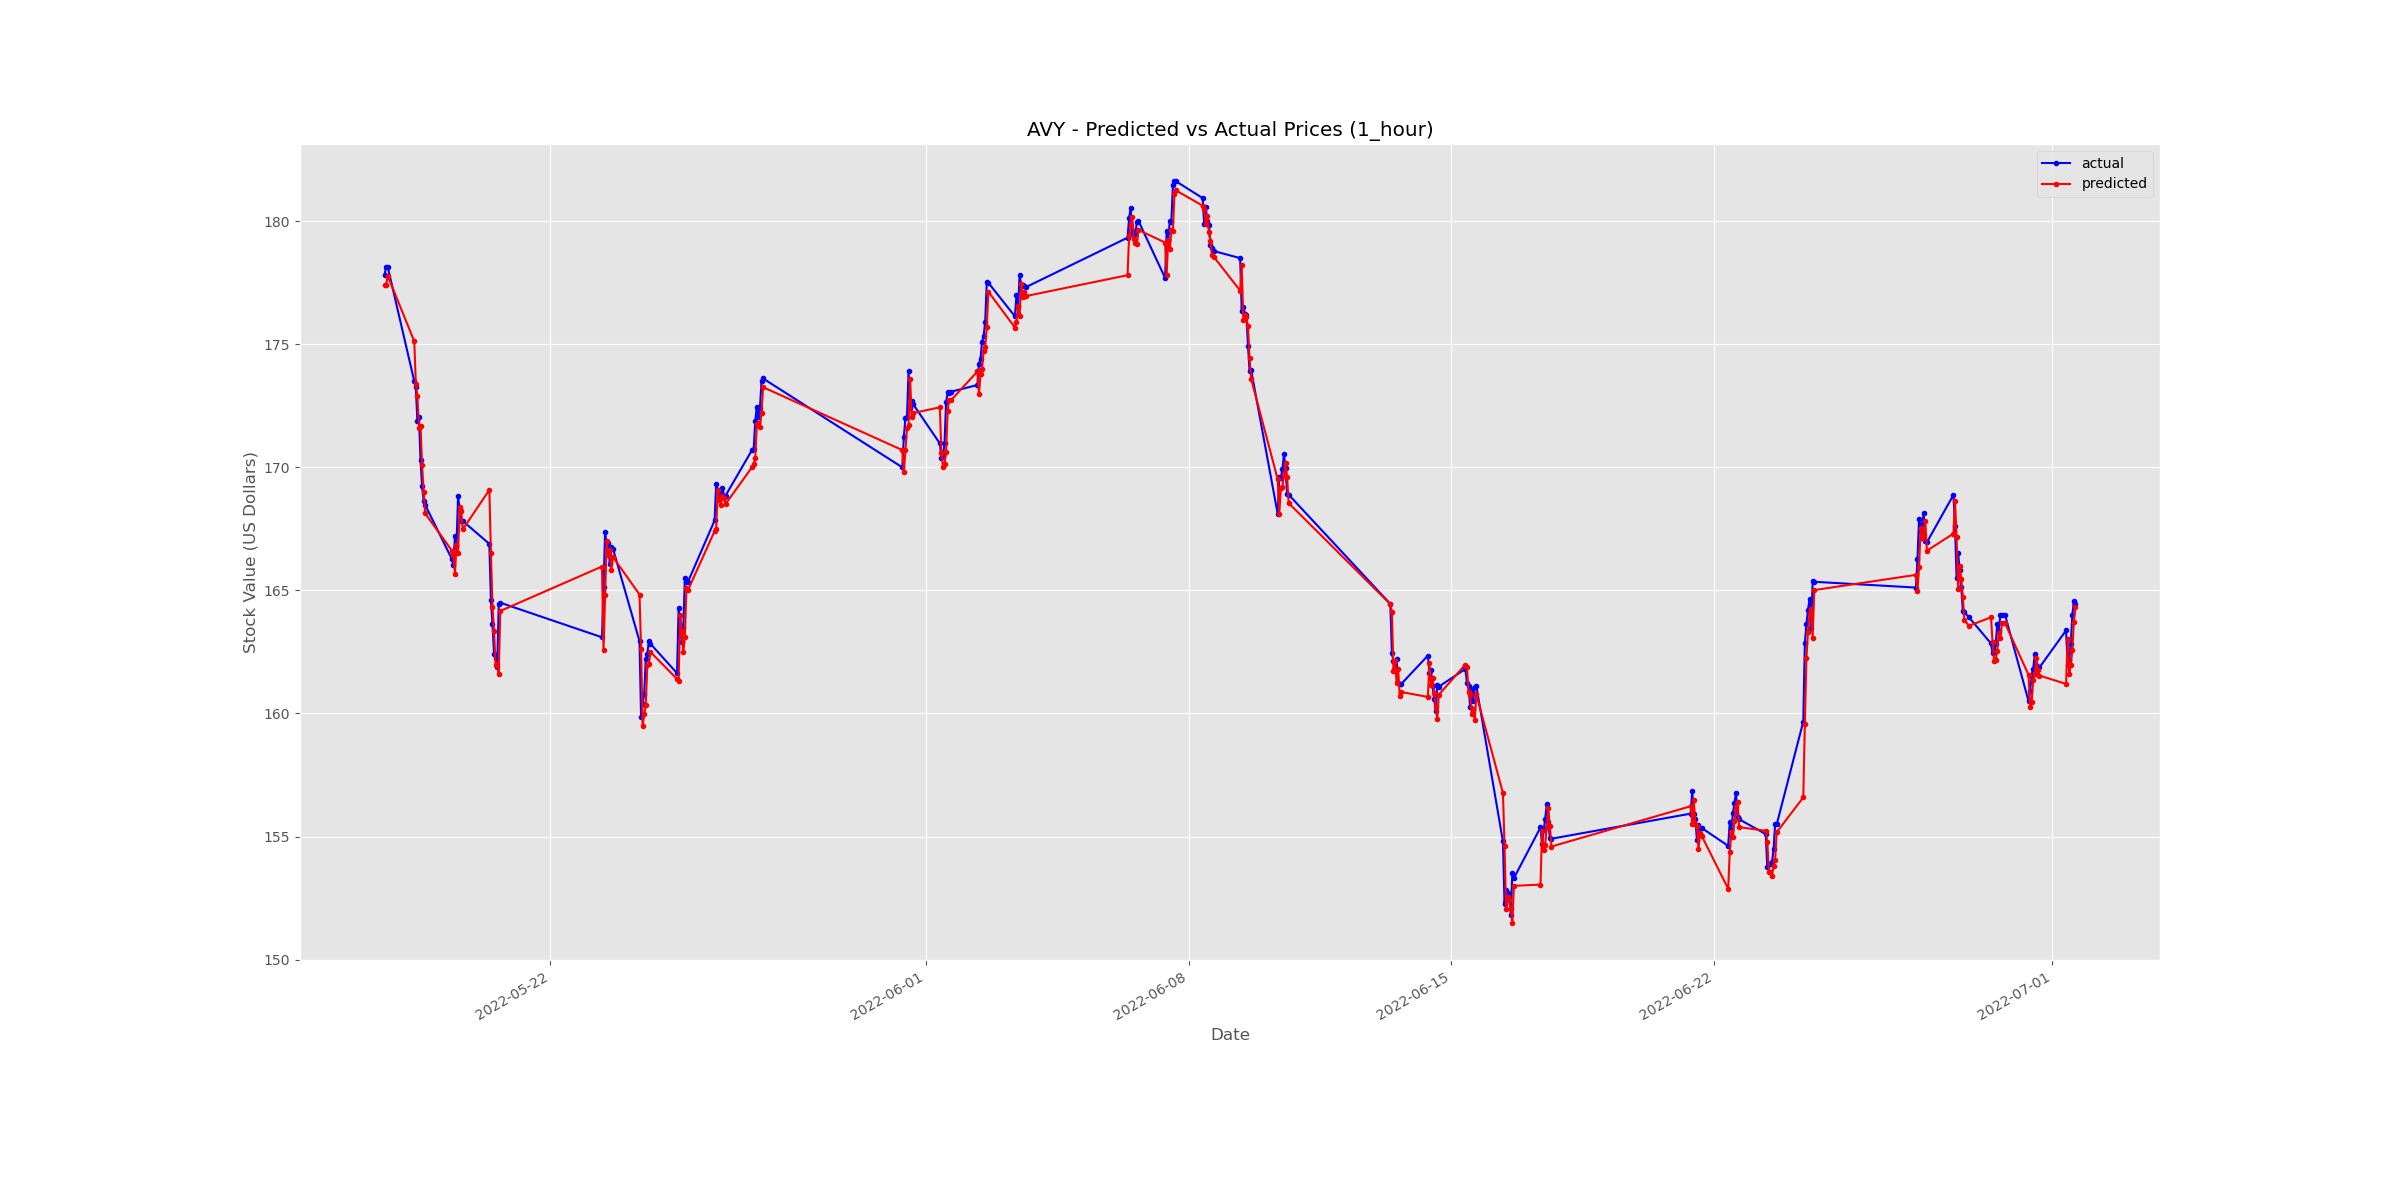 AVY - Predicted vs Actual Prices (1_hour)
actual
predicted
180
175
170
165
160
155
150
Stock Value (US Dollars)
2022-05-22
2022-06-01
2022-06-08
2022-06-15
2022-06-22
2022-07-01
Date